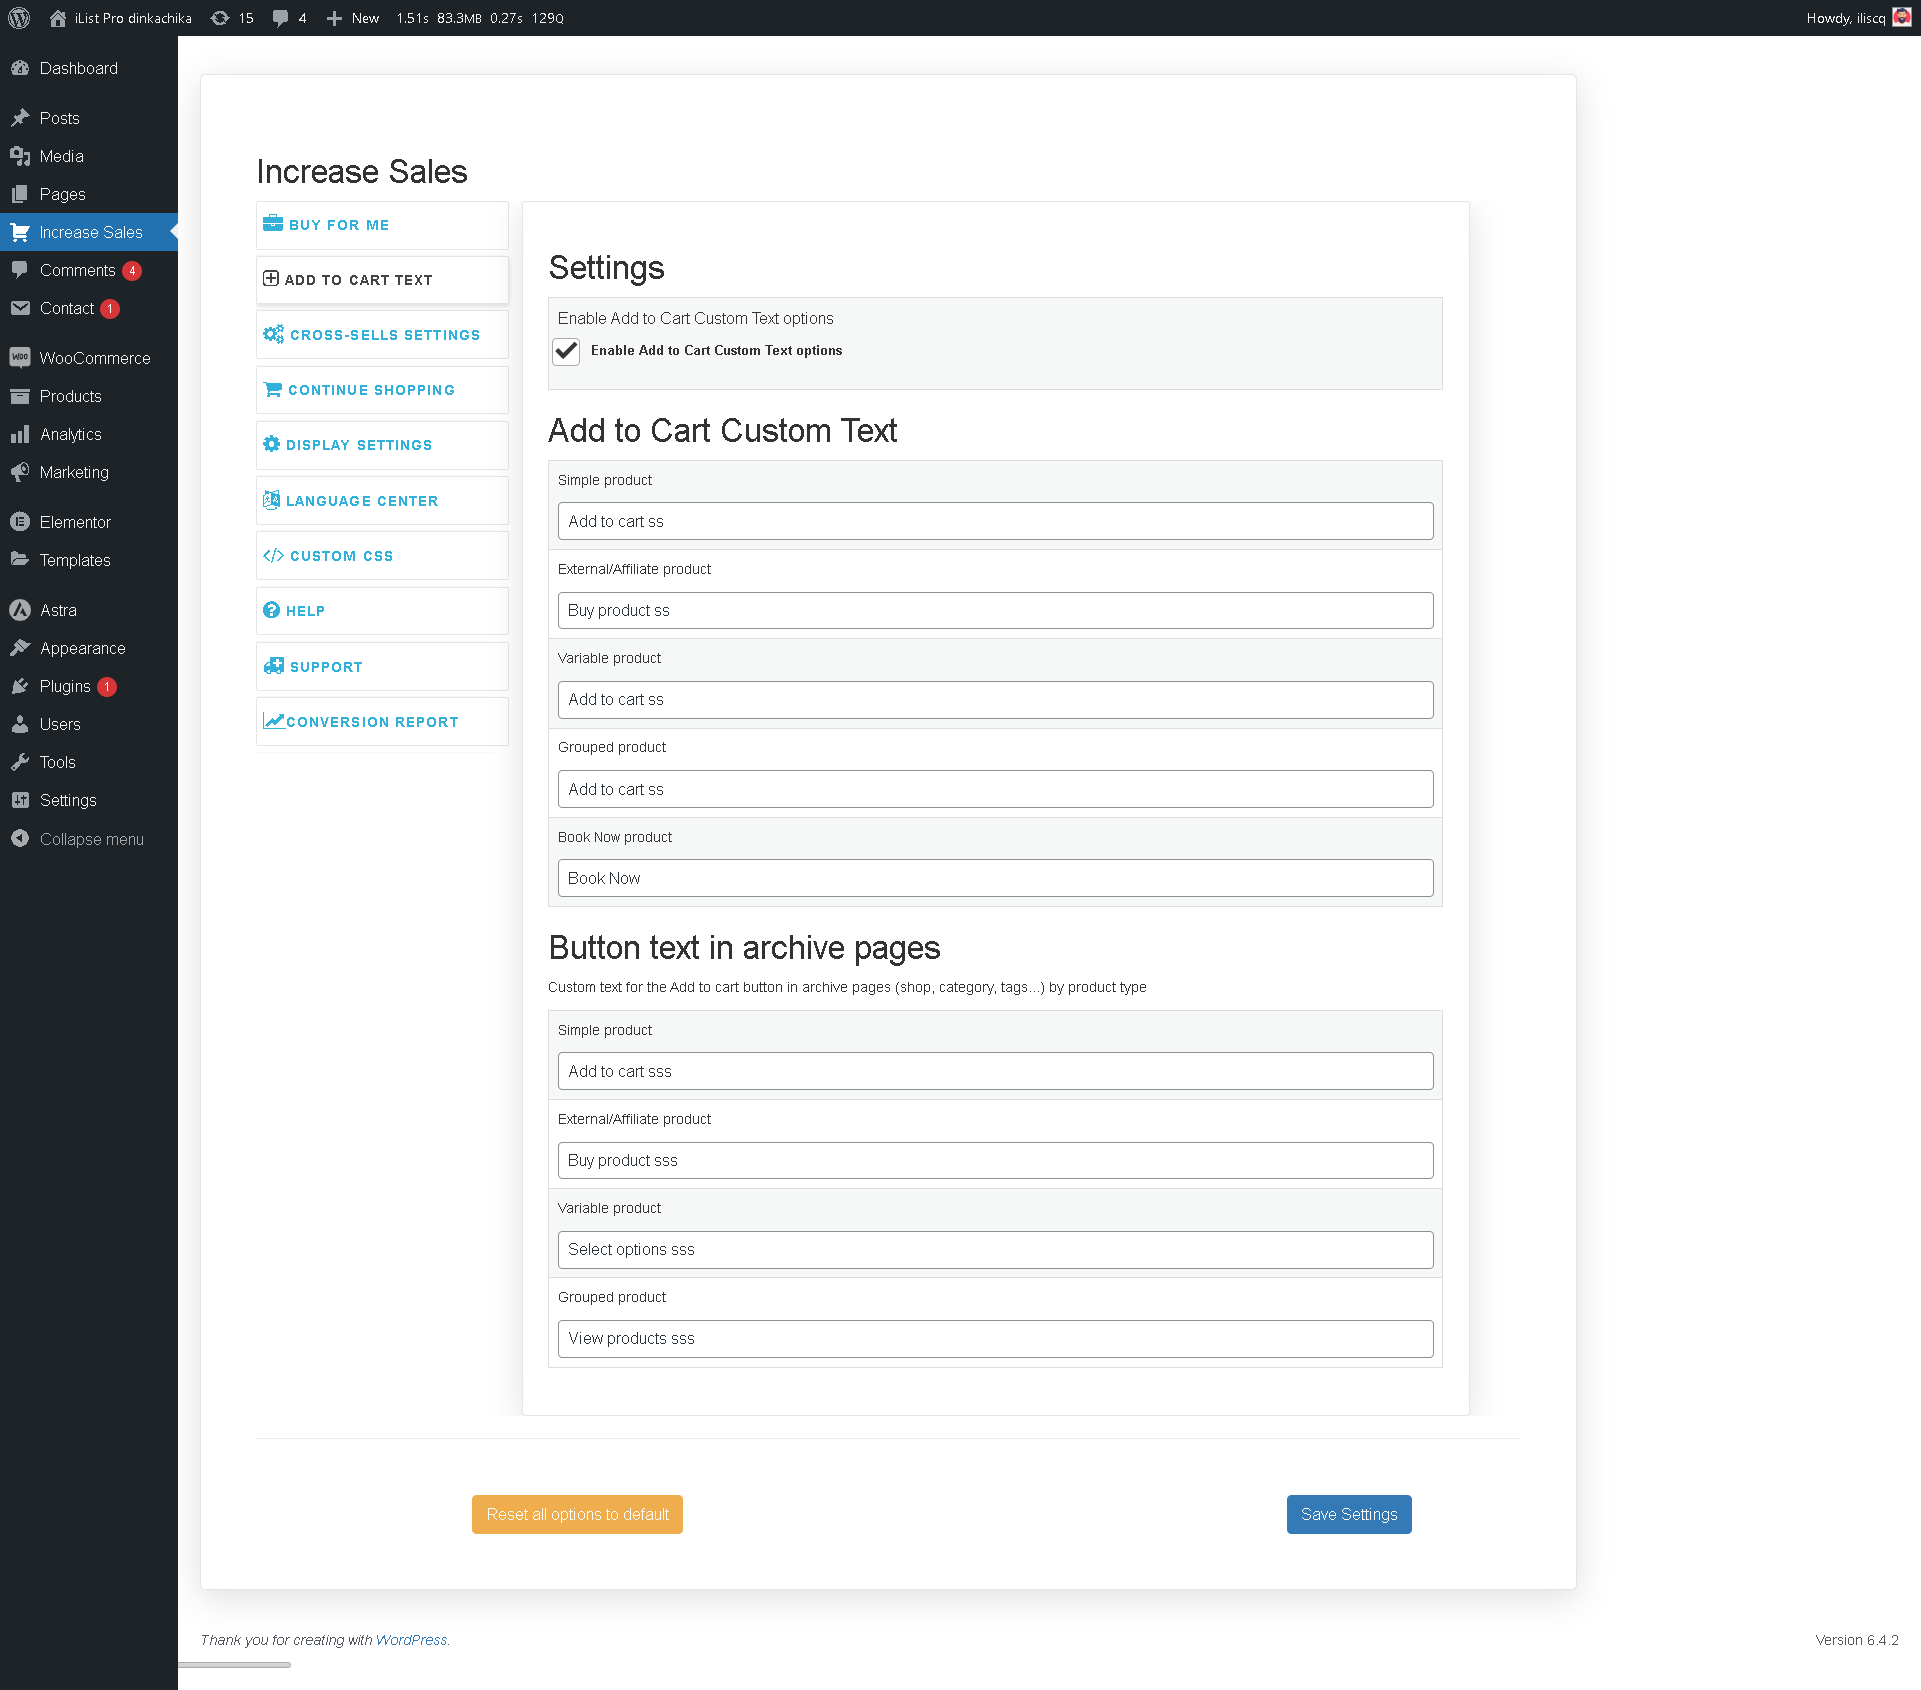 iList Pro dinkachika 15 4 New 1.51s 83.3MB 0.27s 129Q Howdy, iliscq
Dashboard
Posts
Media
Pages
Increase Sales
Comments 4
Contact 1
WooCommerce
Products
Analytics
Marketing
Elementor
Templates
Astra
Appearance
Plugins 1
Users
Tools
Settings
Collapse menu
Increase Sales
BUY FOR ME
ADD TO CART TEXT
CROSS-SELLS SETTINGS
CONTINUE SHOPPING
DISPLAY SETTINGS
LANGUAGE CENTER
CUSTOM CSS
HELP
SUPPORT
CONVERSION REPORT
Settings
Enable Add to Cart Custom Text options
Enable Add to Cart Custom Text options
Add to Cart Custom Text
Simple product
Add to cart ss
External/Affiliate product
Buy product ss
Variable product
Add to cart ss
Grouped product
Add to cart ss
Book Now product
Book Now
Button text in archive pages
Custom text for the Add to cart button in archive pages (shop, category, tags...) by product type
Simple product
Add to cart sss
External/Affiliate product
Buy product sss
Variable product
Select options sss
Grouped product
View products sss
Reset all options to default
Save Settings
Thank you for creating with WordPress.
Version 6.4.2